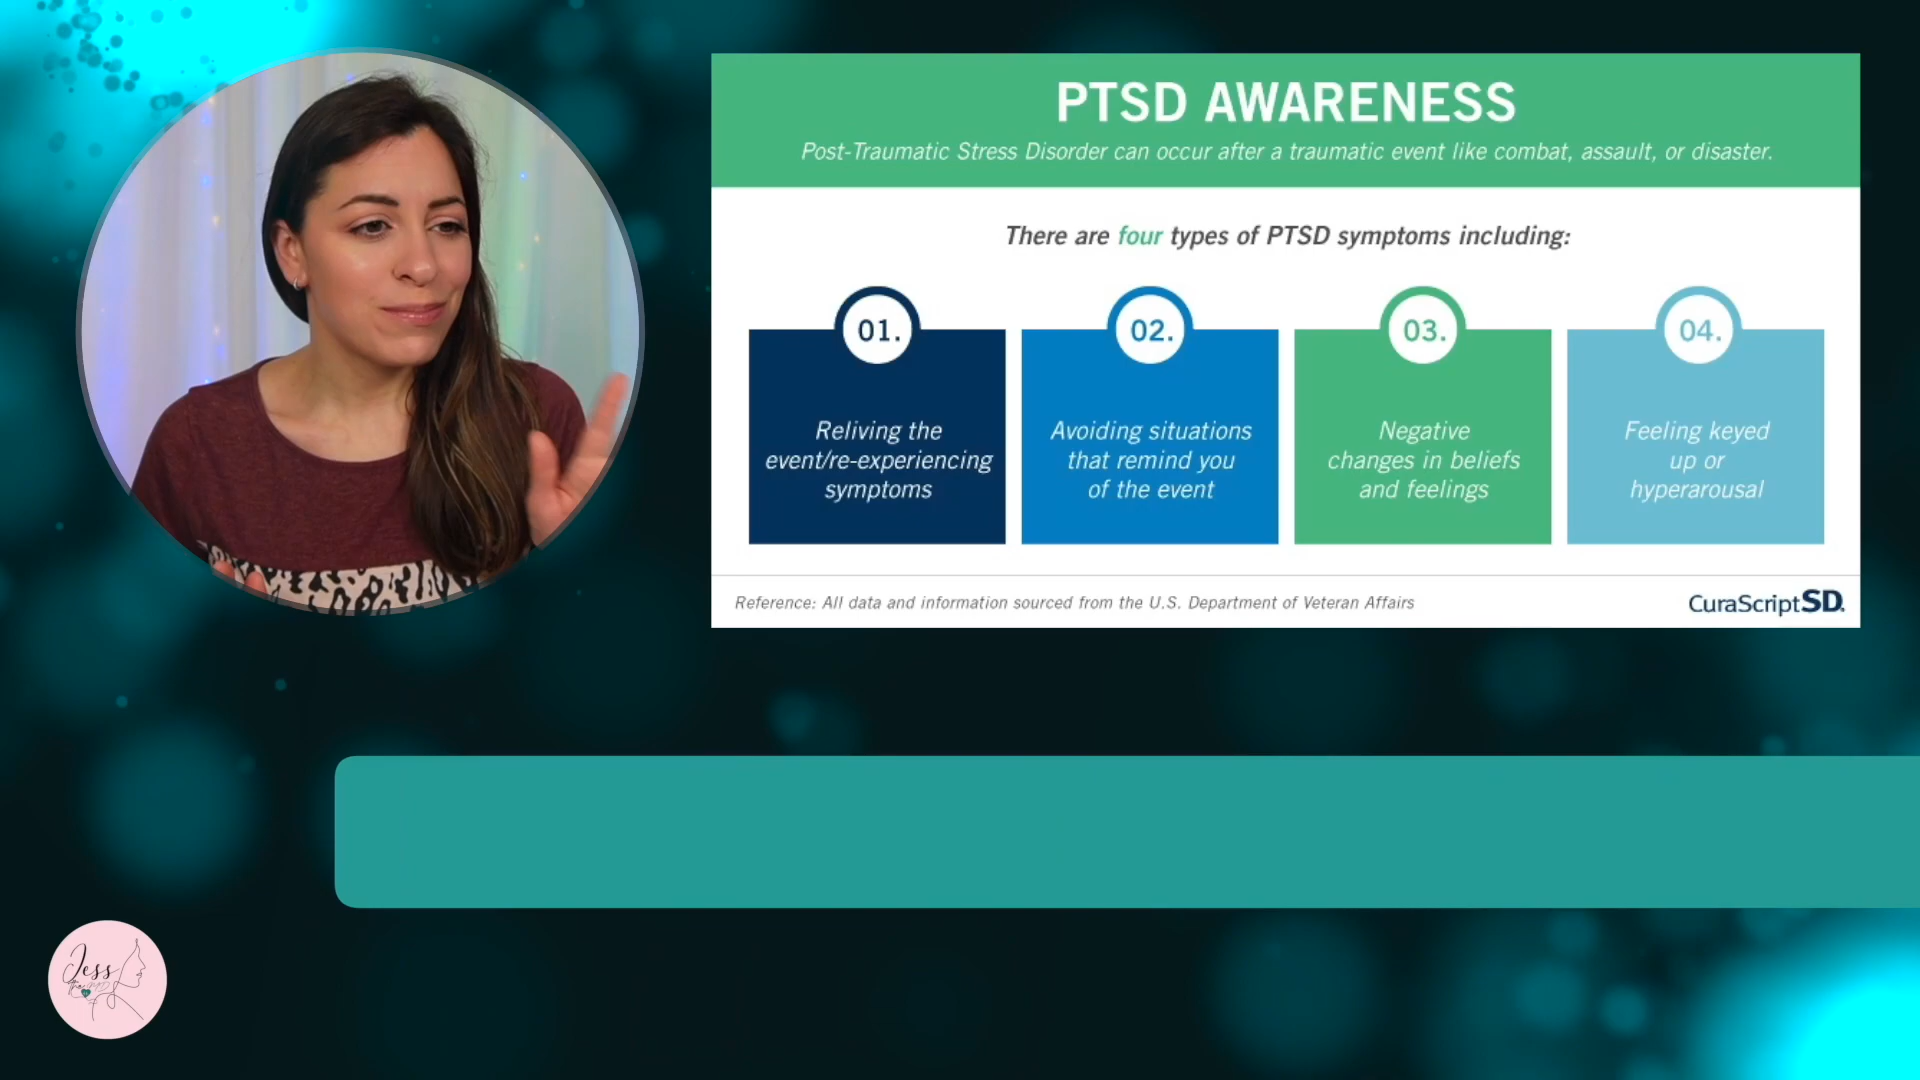 PTSD AWARENESS
Post-Traumatic Stress Disorder can occur after a traumatic event like combat, assault, or disaster.
There are four types of PTSD symptoms including:
01.
Reliving the
event/re-experiencing
symptoms
02.
Avoiding situations
that remind you
of the event
03.
Negative
changes in beliefs
and feelings
04.
Feeling keyed
up or
hyperarousal
Reference: All data and information sourced from the U.S. Department of Veteran Affairs
CuraScriptSD.
Jess
the MD